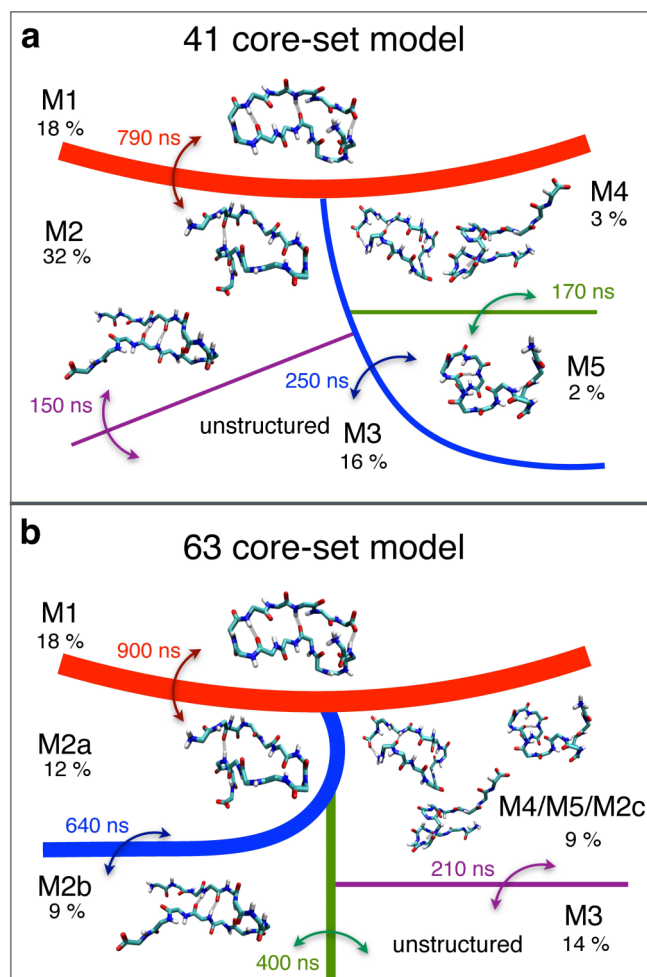 a
41 core-set model
M1
18 %
790 ns
M2
32 %
M4
3 %
170 ns
M5
2 %
250 ns
150 ns
unstructured
M3
16 %
b
63 core-set model
M1
18 %
900 ns
M2a
12 %
M4/M5/M2c
9 %
640 ns
M2b
9 %
210 ns
M3
14 %
unstructured
400 ns